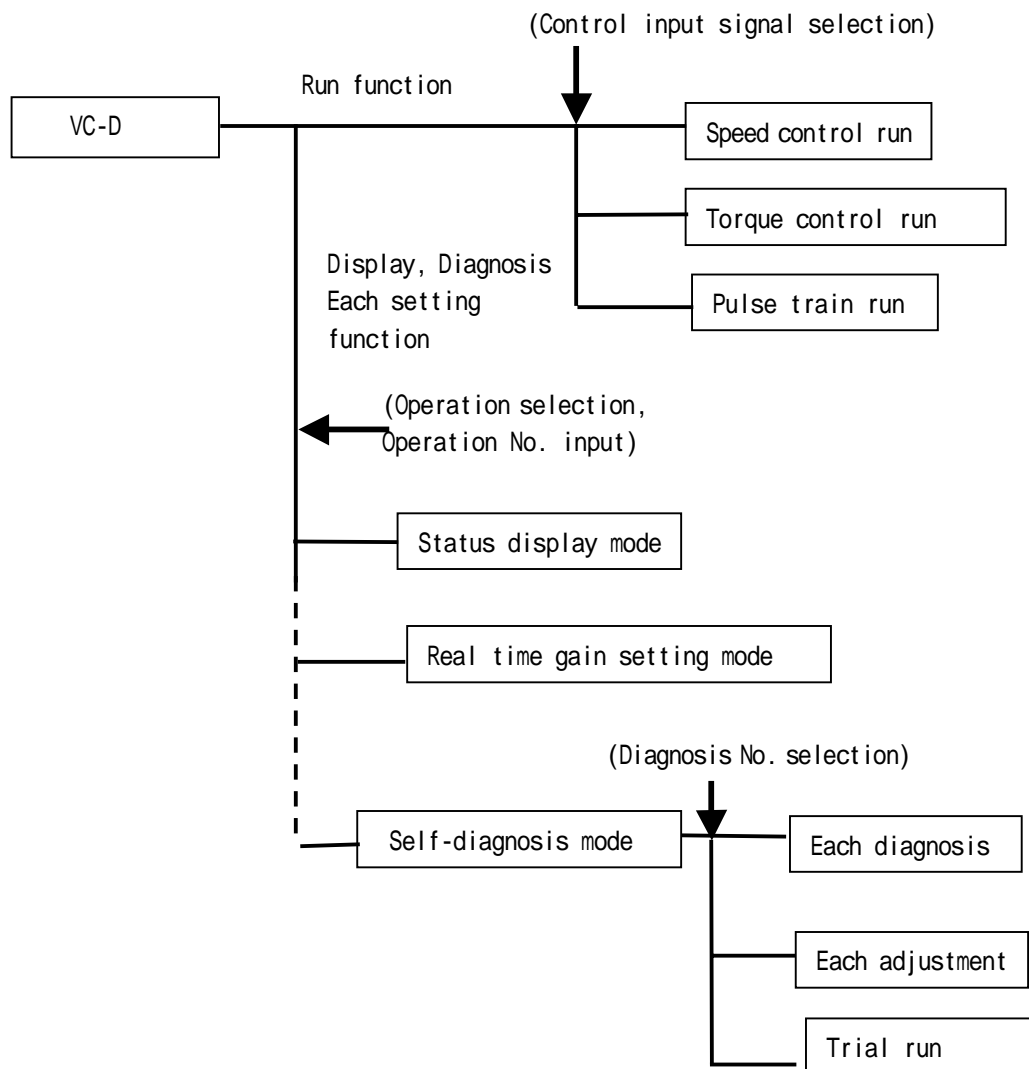 (Control input signal selection)
Run function
VC-D
Speed control run
Torque control run
Display, Diagnosis
Each setting
function
Pulse train run
(Operation selection,
Operation No. input)
Status display mode
Real time gain setting mode
(Diagnosis No. selection)
Self-diagnosis mode
Each diagnosis
Each adjustment
Trial run